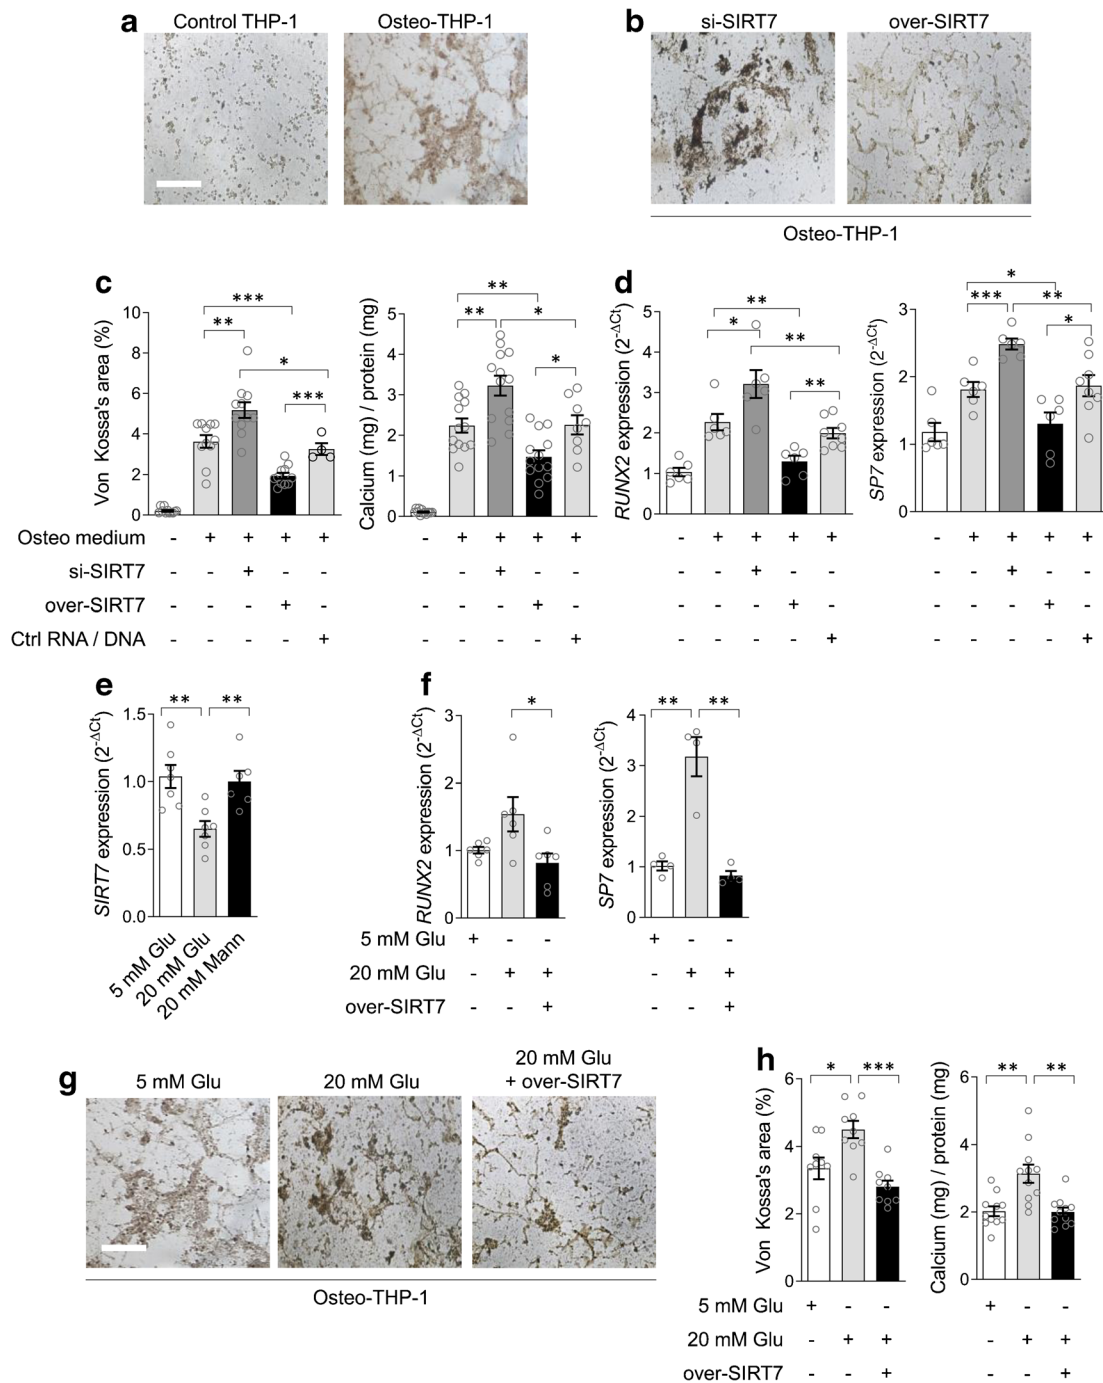 a
Control THP-1
Osteo-THP-1
b
si-SIRT7
over-SIRT7
Osteo-THP-1
c
Von Kossa's area (%)
10
8
6
4
2
0
***
**
*
***
Calcium (mg) / protein (mg)
5
4
3
2
1
0
**
**
*
*
d
RUNX2 expression (2-ΔCt)
5
4
3
2
1
0
**
*
**
**
SP7 expression (2-ΔCt)
3
2
1
0
*
***
**
*
Osteo medium - + + + + - + + + + - + + + + - + + + +
si-SIRT7 - - + - - - - + - - - - + - - - - + - -
over-SIRT7 - - - + - - - - + - - - - + - - - - + -
Ctrl RNA / DNA - - - - + - - - - + - - - - + - - - - +
e
SIRT7 expression (2-ΔCt)
1.5
1.0
0.5
0.0
** **
5 mM Glu
20 mM Glu
20 mM Mann
f
RUNX2 expression (2-ΔCt)
3
2
1
0
*
SP7 expression (2-ΔCt)
4
3
2
1
0
** **
5 mM Glu + - - + - -
20 mM Glu - + + - + +
over-SIRT7 - - + - - +
g
5 mM Glu
20 mM Glu
20 mM Glu
+ over-SIRT7
Osteo-THP-1
h
Von Kossa's area (%)
6
4
2
0
* ***
Calcium (mg) / protein (mg)
6
4
2
0
** **
5 mM Glu + - - + - -
20 mM Glu - + + - + +
over-SIRT7 - - + - - +